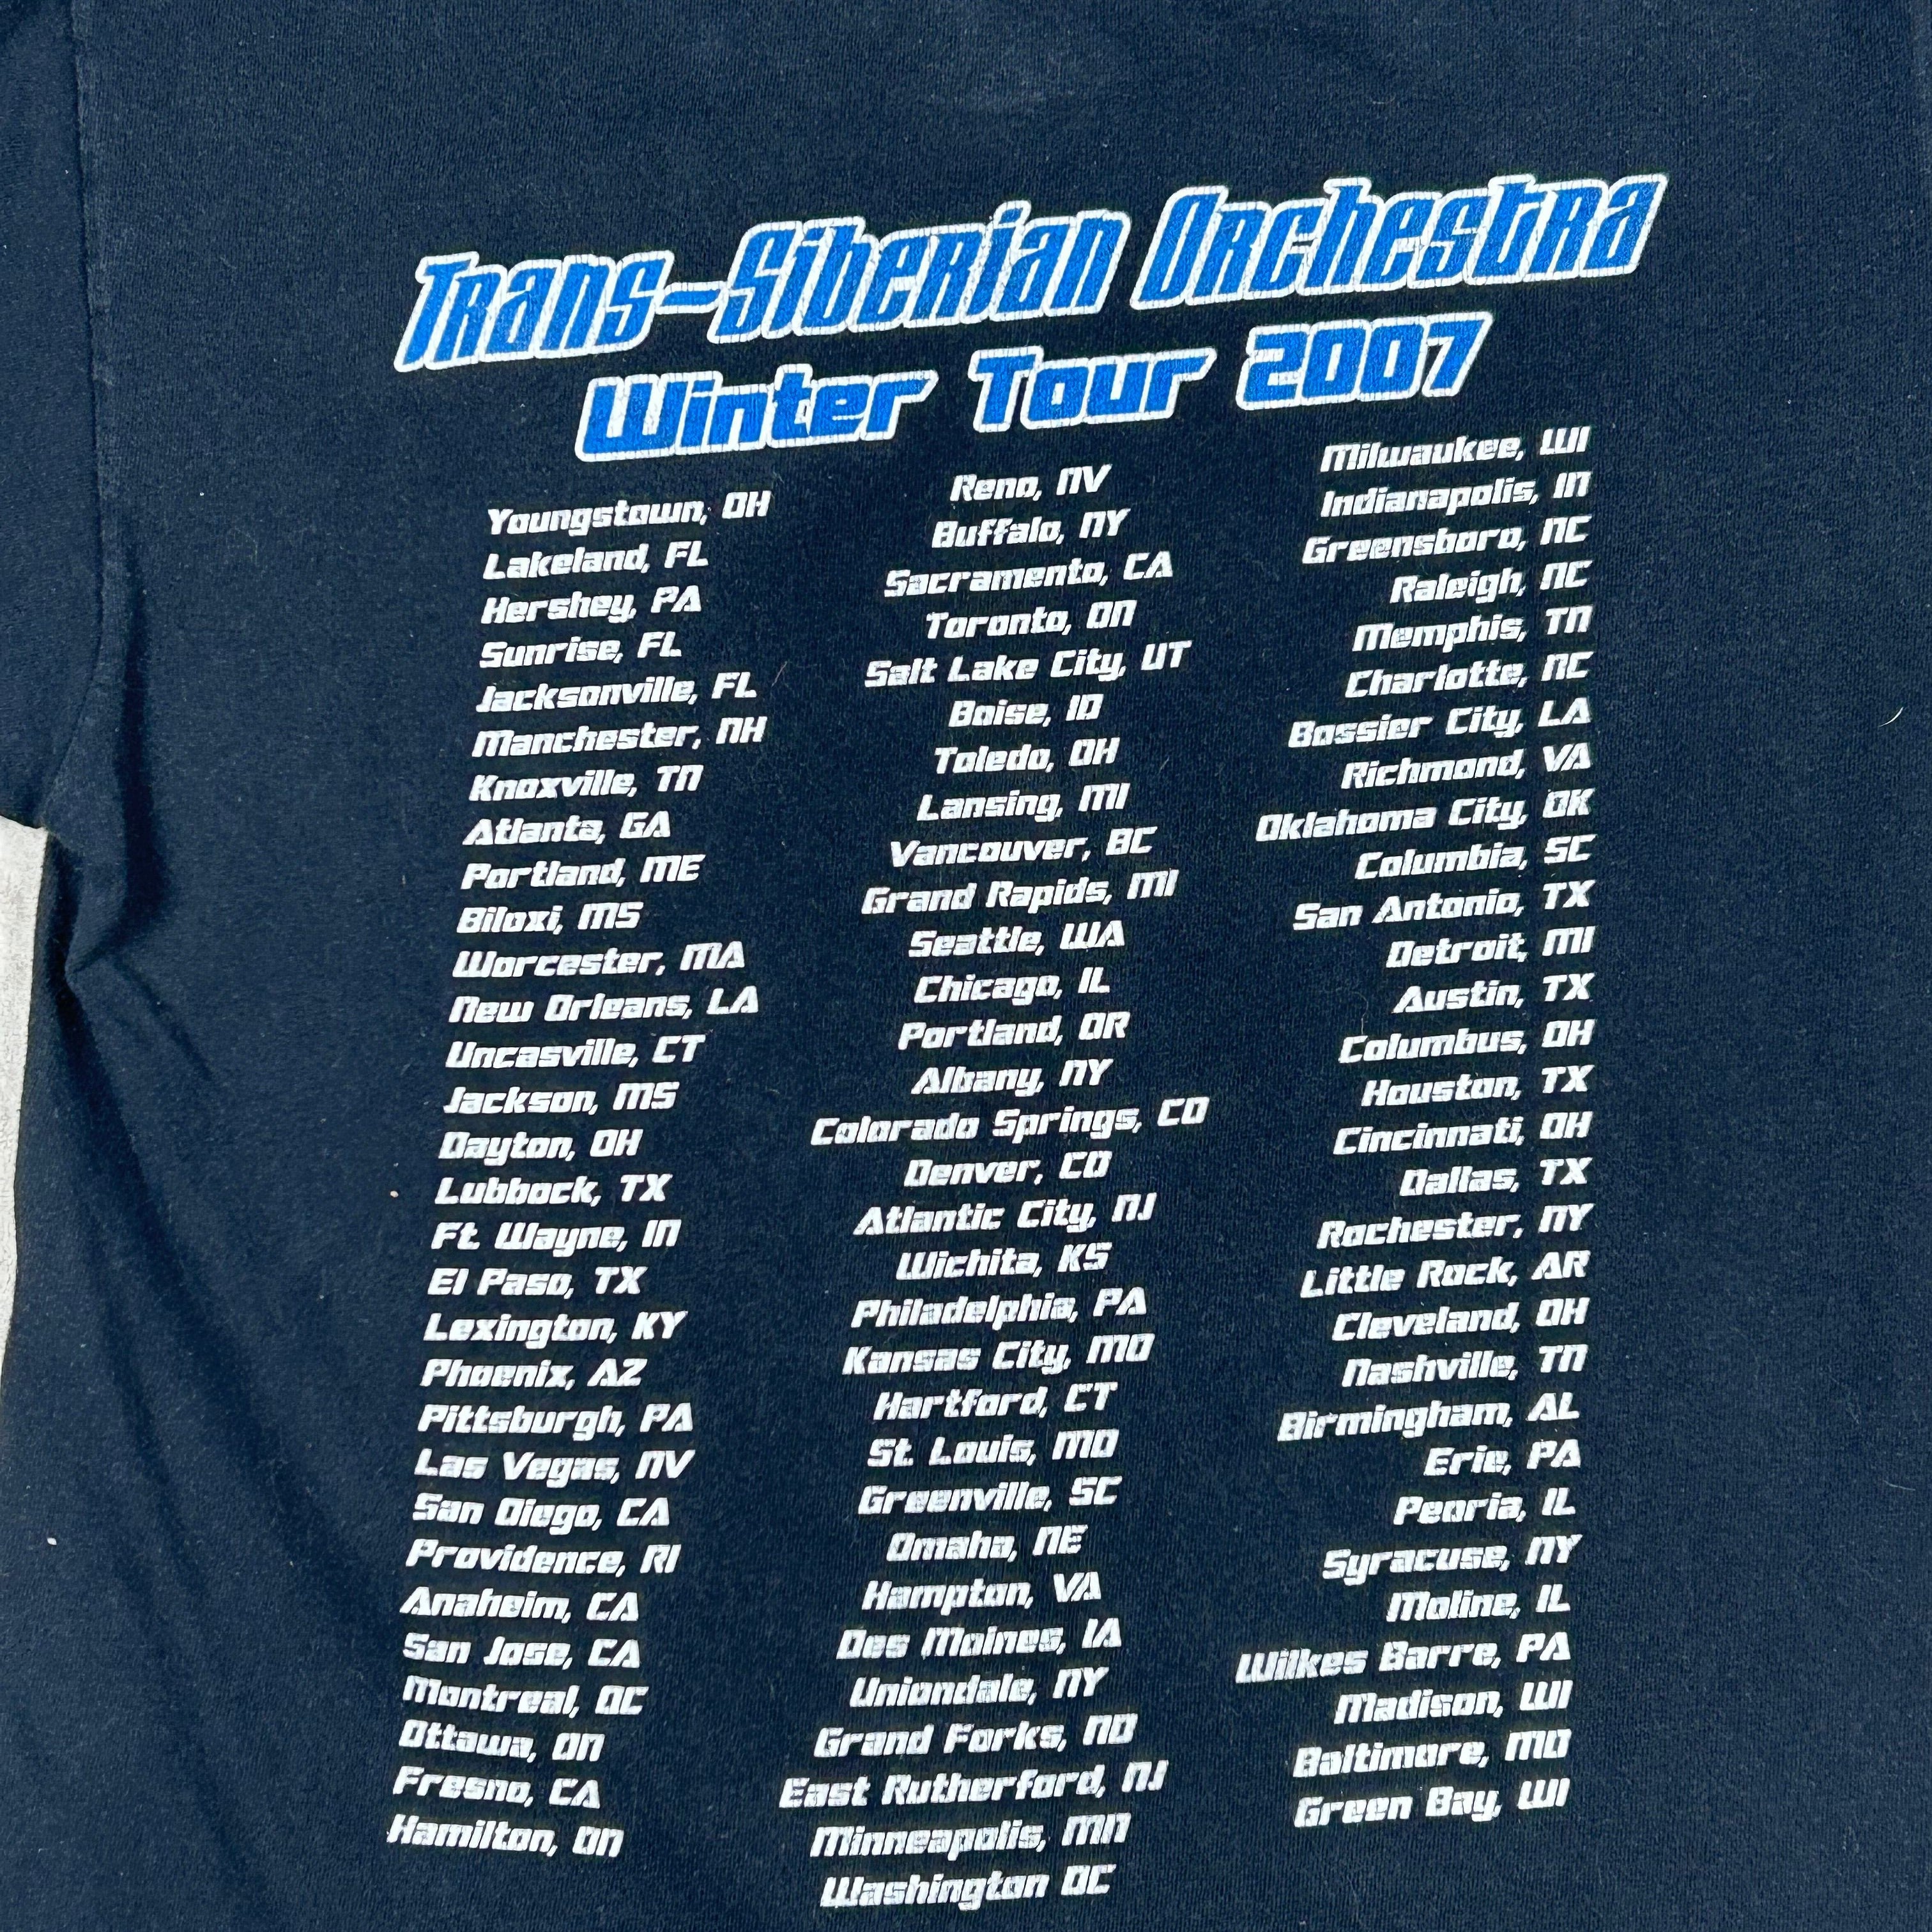 Trans-Siberian Orchestra
Winter Tour 2007
Youngstown, OH
Lakeland, FL
Hershey, PA
Sunrise, FL
Jacksonville, FL
Manchester, NH
Knoxville, TN
Atlanta, GA
Portland, ME
Biloxi, MS
Worcester, MA
New Orleans, LA
Uncasville, CT
Jackson, MS
Dayton, OH
Lubbock, TX
Ft. Wayne, IN
El Paso, TX
Lexington, KY
Phoenix, AZ
Pittsburgh, PA
Las Vegas, NV
San Diego, CA
Providence, RI
Anaheim, CA
San Jose, CA
Montreal, QC
Ottawa, ON
Fresno, CA
Hamilton, ON
Reno, NV
Buffalo, NY
Sacramento, CA
Toronto, ON
Salt Lake City, UT
Boise, ID
Toledo, OH
Lansing, MI
Vancouver, BC
Grand Rapids, MI
Seattle, WA
Chicago, IL
Portland, OR
Albany, NY
Colorado Springs, CO
Denver, CO
Atlantic City, NJ
Wichita, KS
Philadelphia, PA
Kansas City, MO
Hartford, CT
St. Louis, MO
Greenville, SC
Omaha, NE
Hampton, VA
Des Moines, IA
Uniondale, NY
Grand Forks, ND
East Rutherford, NJ
Minneapolis, MN
Washington DC
Milwaukee, WI
Indianapolis, IN
Greensboro, NC
Raleigh, NC
Memphis, TN
Charlotte, NC
Bossier City, LA
Richmond, VA
Oklahoma City, OK
Columbia, SC
San Antonio, TX
Detroit, MI
Austin, TX
Columbus, OH
Houston, TX
Cincinnati, OH
Dallas, TX
Rochester, NY
Little Rock, AR
Cleveland, OH
Nashville, TN
Birmingham, AL
Erie, PA
Peoria, IL
Syracuse, NY
Moline, IL
Wilkes Barre, PA
Madison, WI
Baltimore, MD
Green Bay, WI